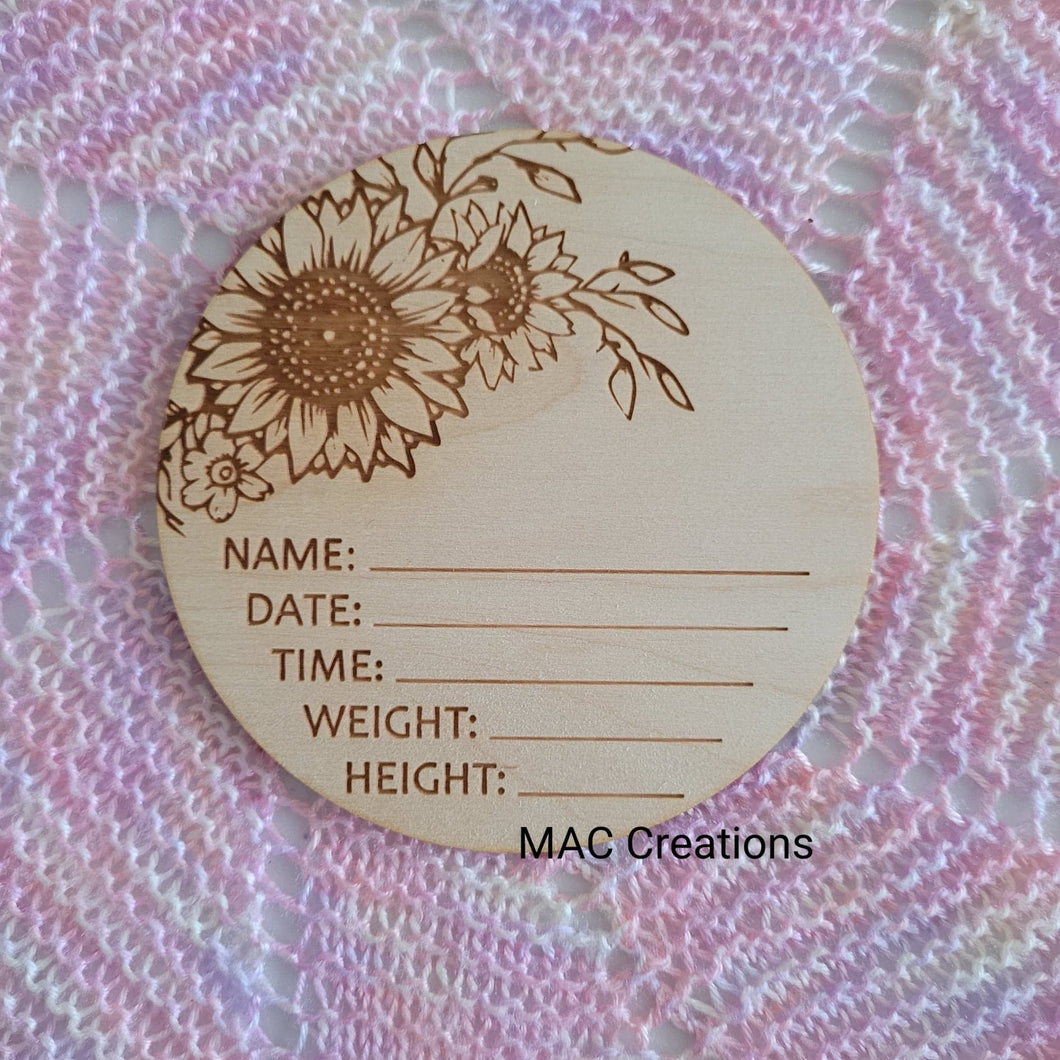 NAME:
DATE:
TIME:
WEIGHT:
HEIGHT:
MAC Creations